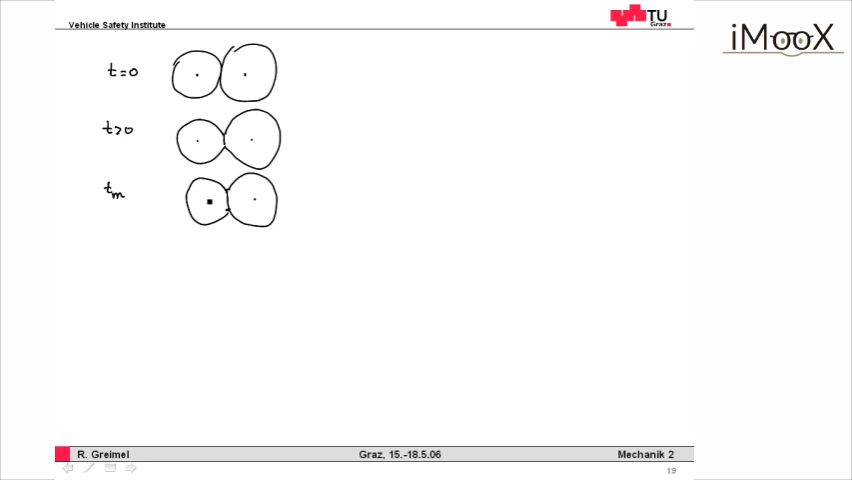 Vehicle Safety Institute
TU
Graz
iMooX
t=0
t>0
tm
R. Greimel
Graz, 15.-18.5.06
Mechanik 2
19